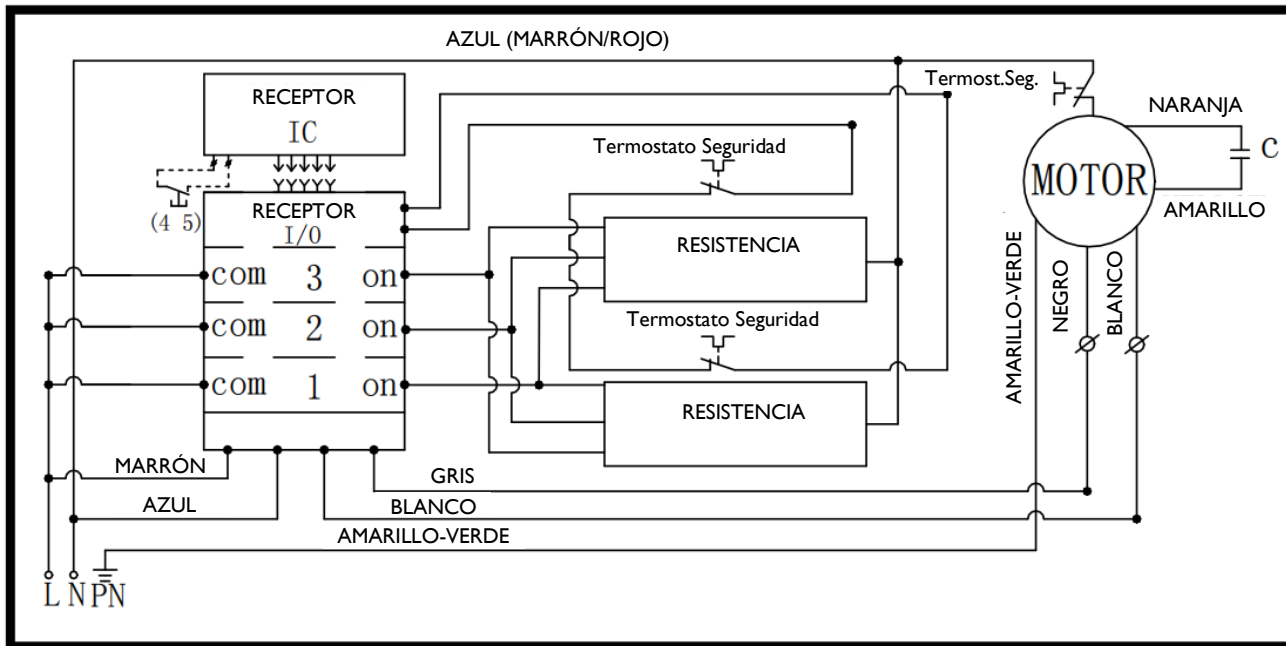 AZUL (MARRÓN/ROJO)
RECEPTOR
IC
Termost.Seg.
NARANJA
C
MOTOR
AMARILLO
Termostato Seguridad
(4 5)
RECEPTOR
I/O
RESISTENCIA
com 3 on
com 2 on
com 1 on
Termostato Seguridad
RESISTENCIA
AMARILLO-VERDE
NEGRO
BLANCO
MARRÓN
GRIS
AZUL
BLANCO
AMARILLO-VERDE
L N PN